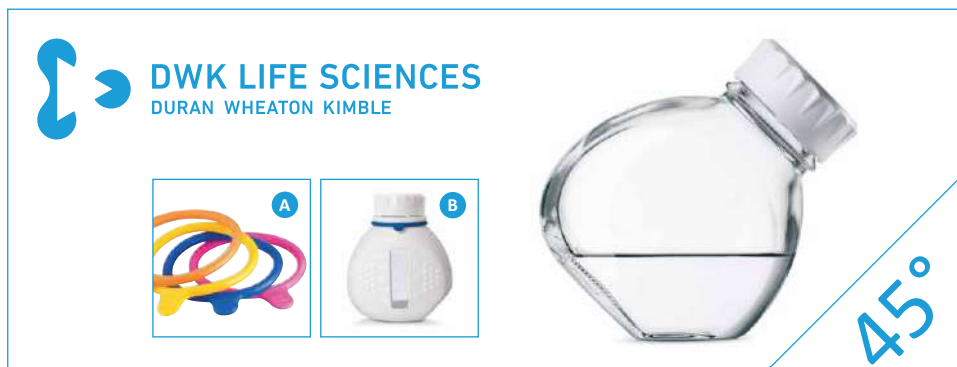 DWK LIFE SCIENCES
DURAN WHEATON KIMBLE
A
B
45°